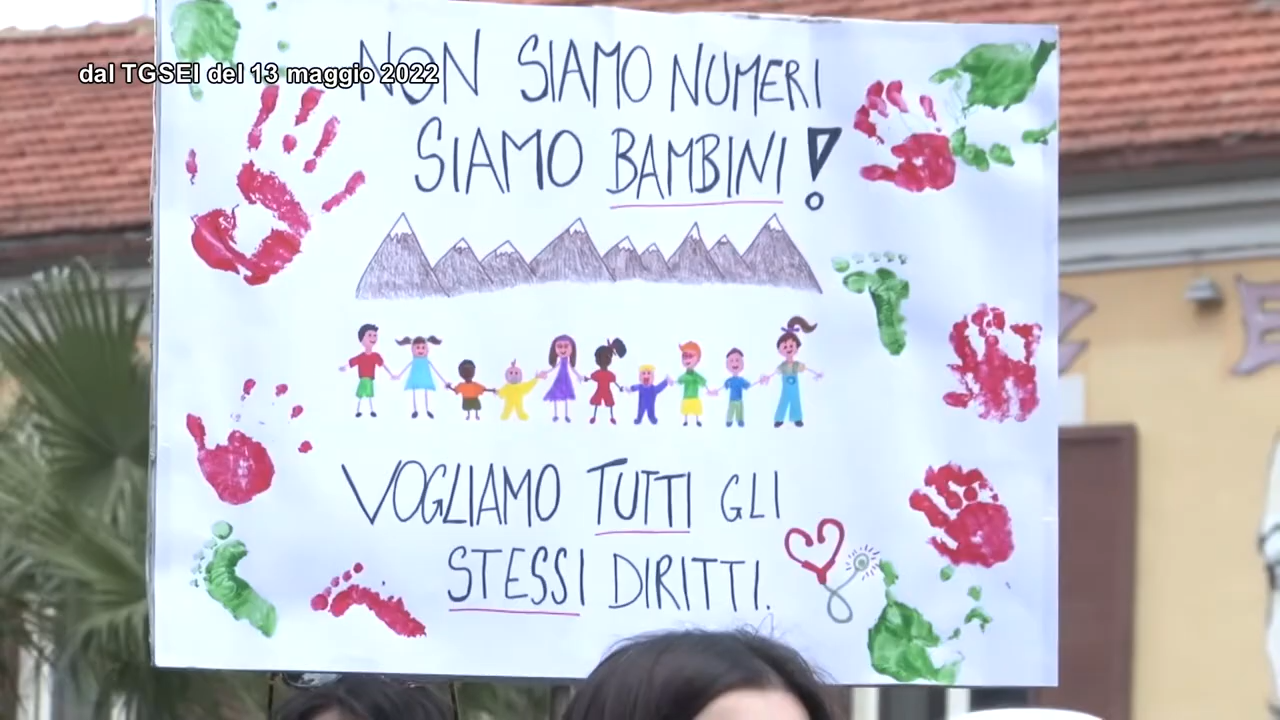 dal TGSEI del 13 maggio 2022
NON SIAMO NUMERI
SIAMO BAMBINI!
VOGLIAMO TUTTI GLI
STESSI DIRITTI.